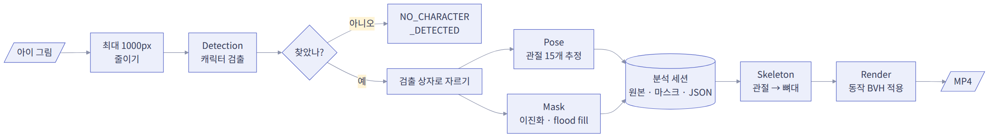 아이 그림
최대 1000px
줄이기
Detection
캐릭터 검출
찾았나?
아니오
NO_CHARACTER
_DETECTED
예
검출 상자로 자르기
Pose
관절 15개 추정
Mask
이진화 · flood fill
분석 세션
원본 · 마스크 · JSON
Skeleton
관절 → 뼈대
Render
동작 BVH 적용
MP4